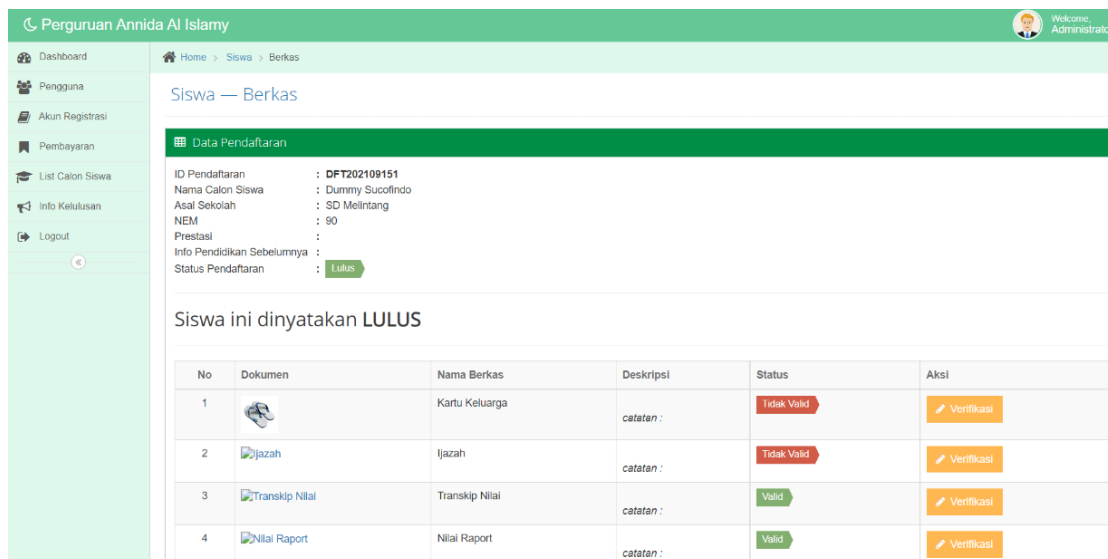 Perguruan Annida Al Islamy
Welcome,
Administrato
Dashboard
Pengguna
Akun Registrasi
Pembayaran
List Calon Siswa
Info Kelulusan
Logout
Home > Siswa > Berkas
Siswa — Berkas
Data Pendaftaran
ID Pendaftaran : DFT202109151
Nama Calon Siswa : Dummy Sucofindo
Asal Sekolah : SD Melintang
NEM : 90
Prestasi :
Info Pendidikan Sebelumnya :
Status Pendaftaran : Lulus
Siswa ini dinyatakan LULUS
No Dokumen Nama Berkas Deskripsi Status Aksi
1 Kartu Keluarga catatan : Tidak Valid Verifikasi
2 Ijazah Ijazah catatan : Tidak Valid Verifikasi
3 Transkip Nilai Transkip Nilai catatan : Valid Verifikasi
4 Nilai Raport Nilai Raport catatan : Valid Verifikasi